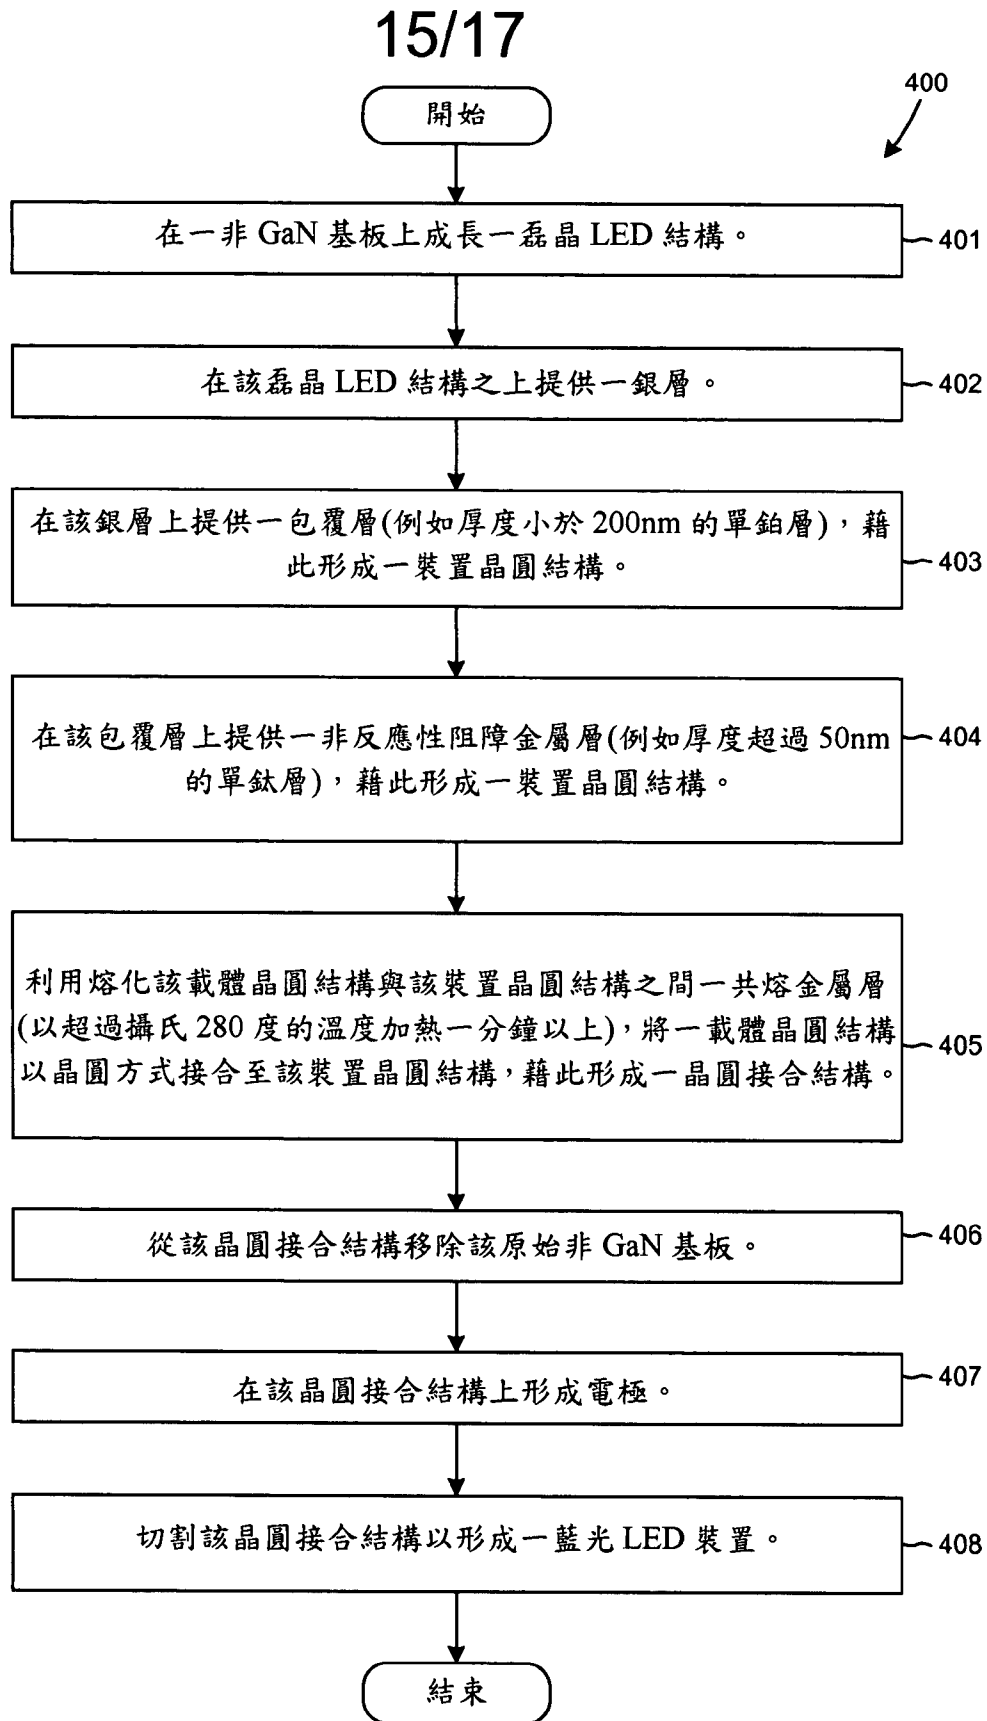 15/17
400
開始
在一非 GaN 基板上成長一磊晶 LED 結構。
401
在該磊晶 LED 結構之上提供一銀層。
402
在該銀層上提供一包覆層(例如厚度小於 200nm 的單鉑層)，藉
此形成一裝置晶圓結構。
403
在該包覆層上提供一非反應性阻障金屬層(例如厚度超過 50nm
的單鈦層)，藉此形成一裝置晶圓結構。
404
利用熔化該載體晶圓結構與該裝置晶圓結構之間一共熔金屬層
(以超過攝氏 280 度的溫度加熱一分鐘以上)，將一載體晶圓結構
以晶圓方式接合至該裝置晶圓結構，藉此形成一晶圓接合結構。
405
從該晶圓接合結構移除該原始非 GaN 基板。
406
在該晶圓接合結構上形成電極。
407
切割該晶圓接合結構以形成一藍光 LED 裝置。
408
結束